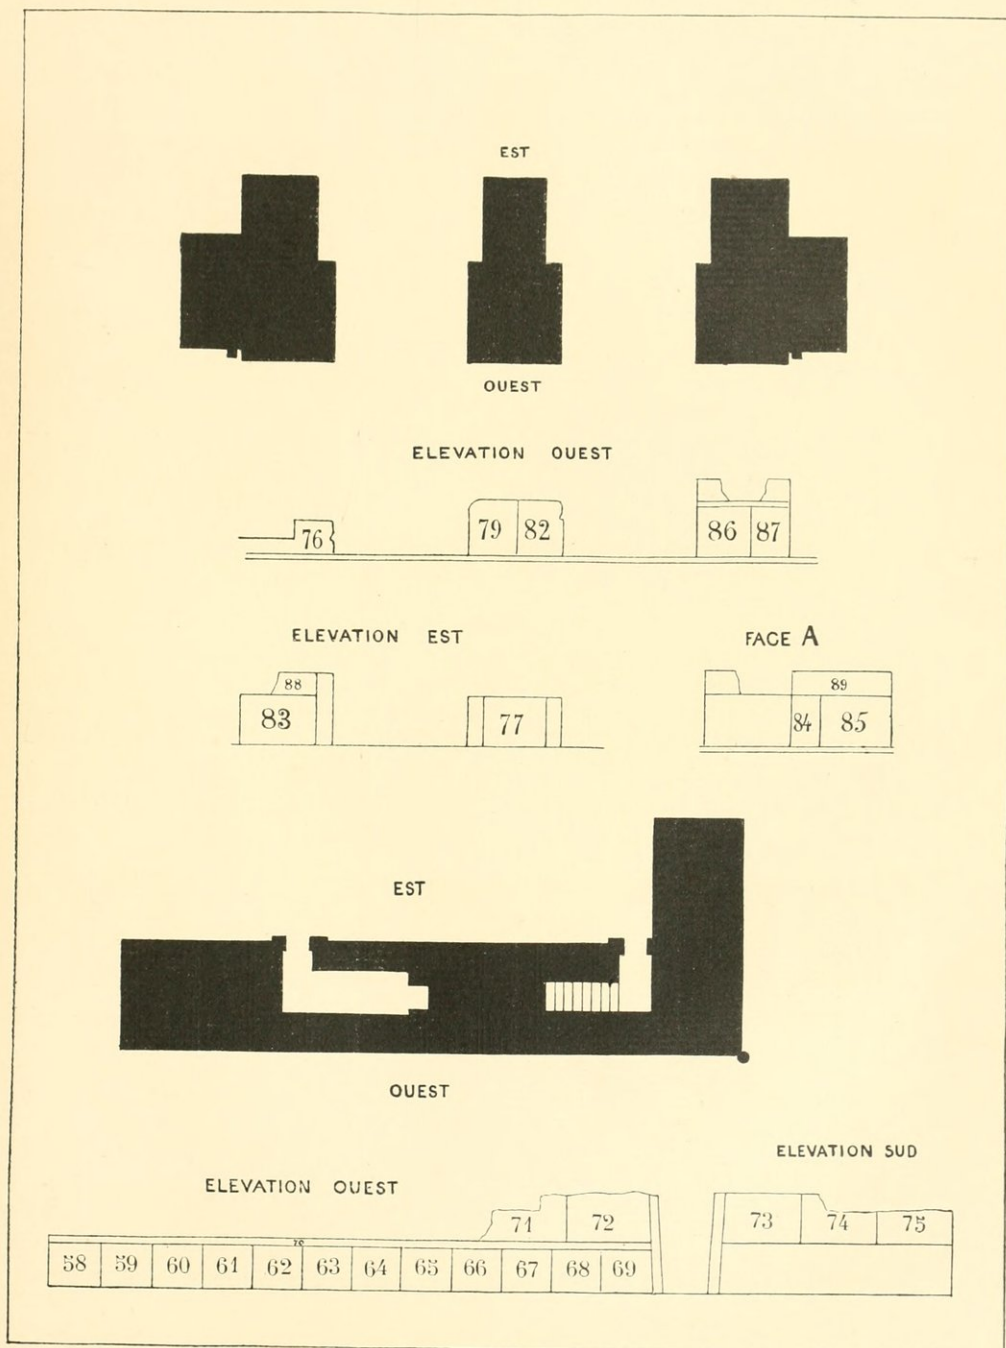 EST
OUEST
ELEVATION OUEST
76 79 82 86 87
ELEVATION EST FACE A
88 89
83 77 84 85
EST
OUEST
ELEVATION SUD
ELEVATION OUEST
71 72 73 74 75
70
58 59 60 61 62 63 64 65 66 67 68 69